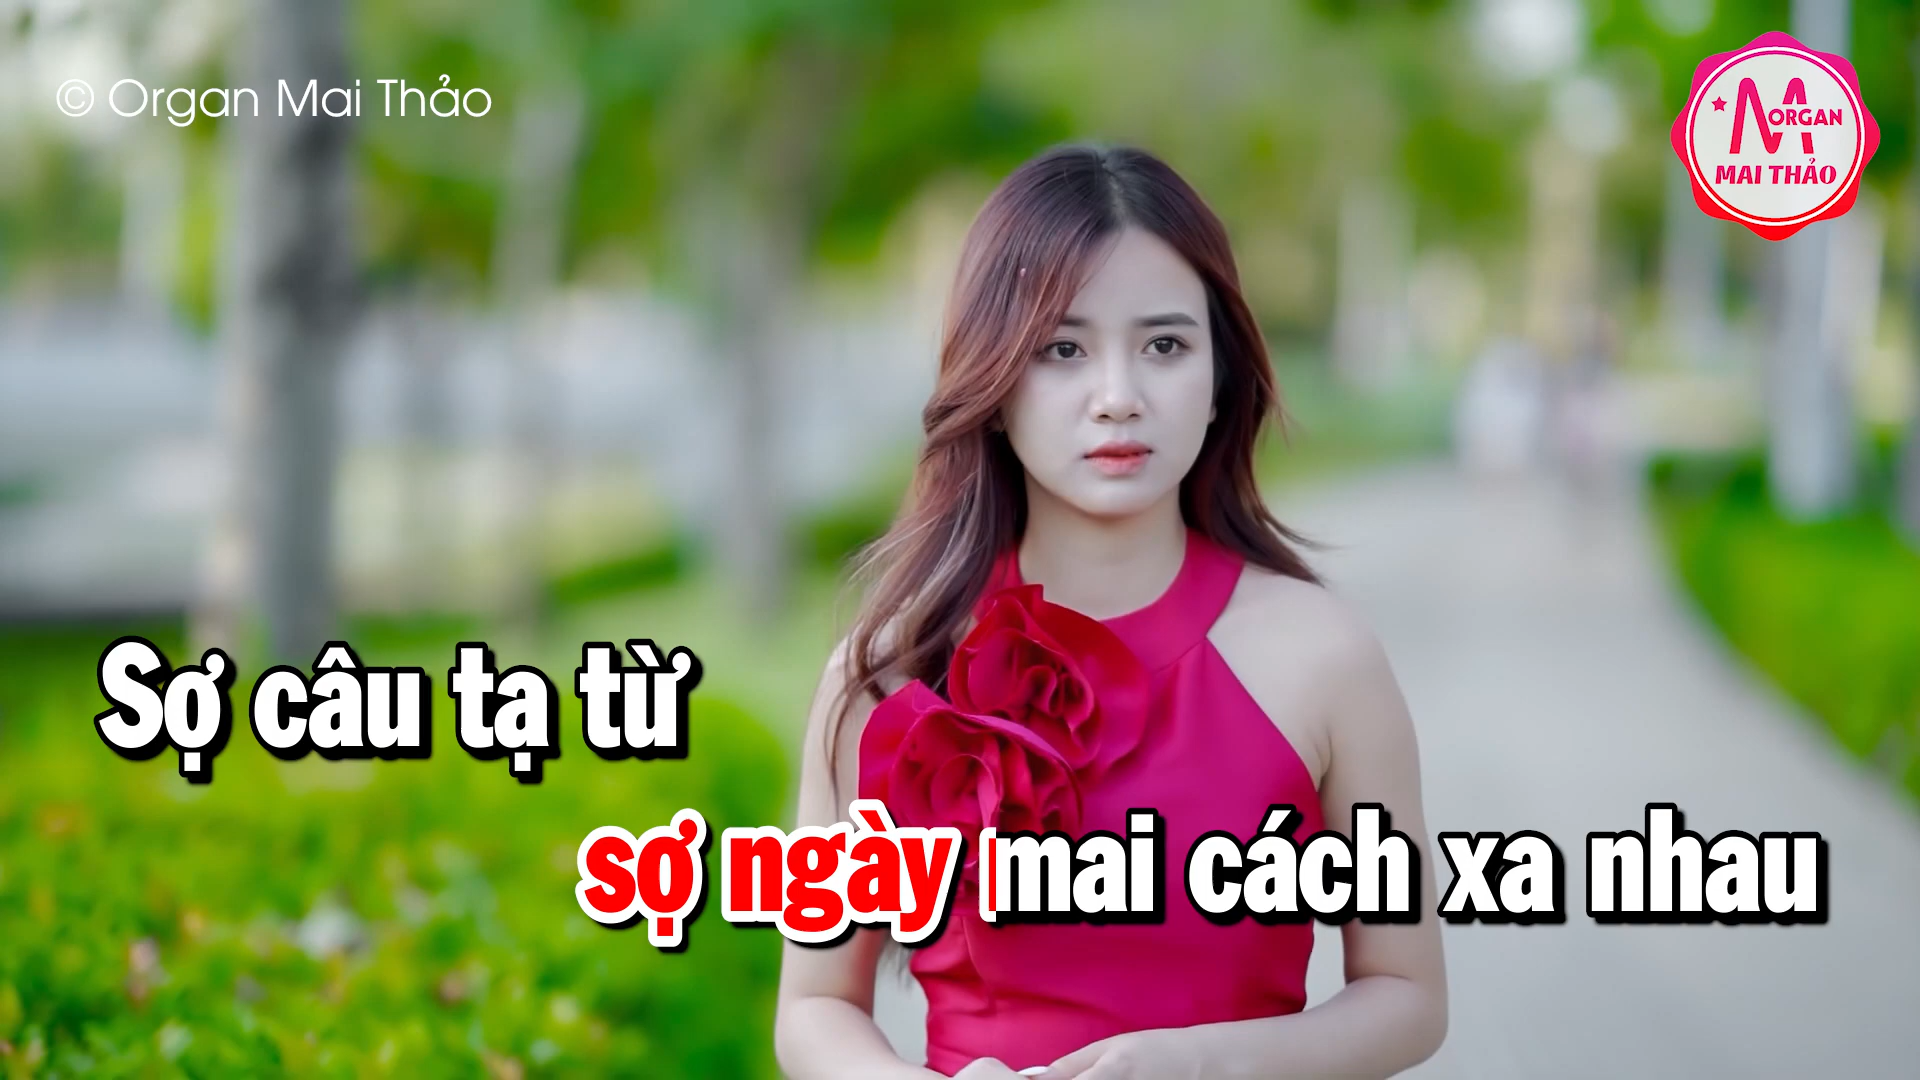 © Organ Mai Thảo
M ORGAN
MAI THẢO
Sợ câu tạ từ
sợ ngày mai cách xa nhau